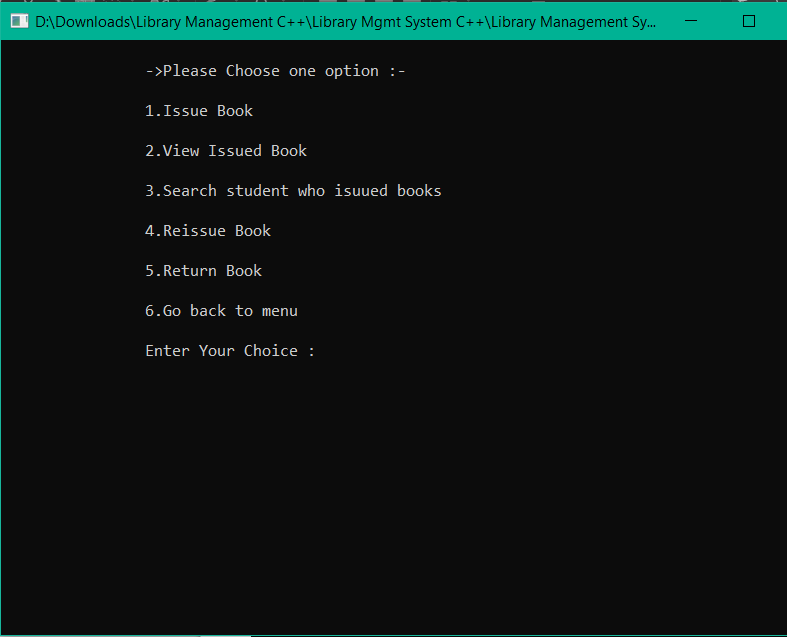 D:\Downloads\Library Management C++\Library Mgmt System C++\Library Management Sy...
->Please Choose one option :-
1.Issue Book
2.View Issued Book
3.Search student who isuued books
4.Reissue Book
5.Return Book
6.Go back to menu
Enter Your Choice :